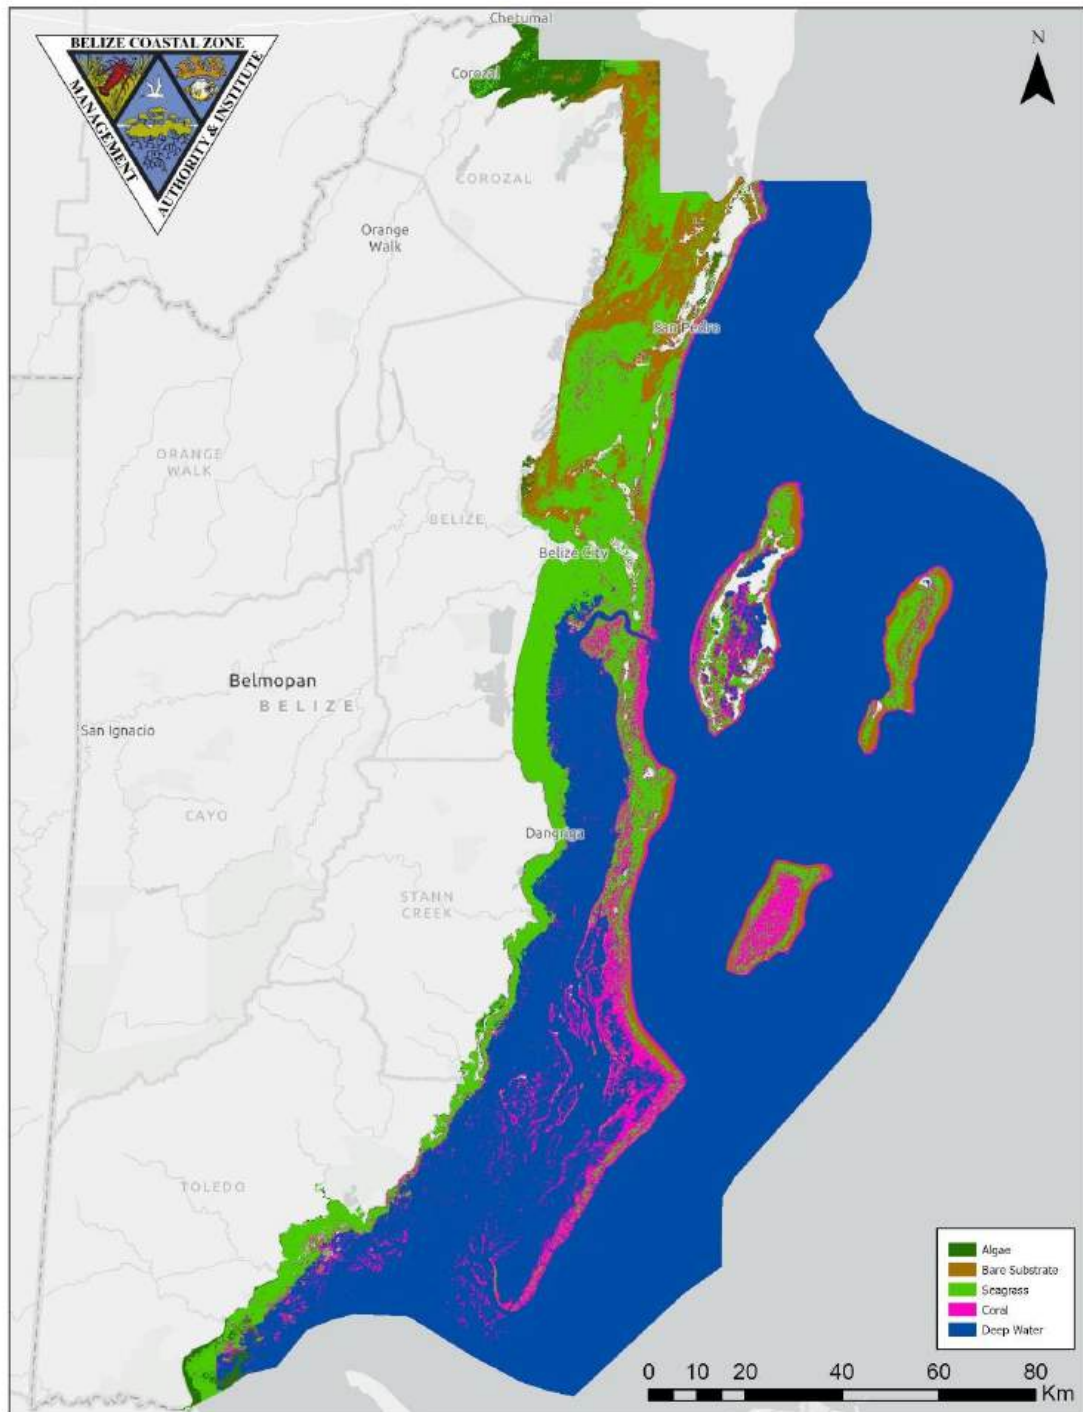 BELIZE COASTAL ZONE
MANAGEMENT
AUTHORITY & INSTITUTE
Chetumal
N
Corozal
COROZAL
Orange
Walk
San Pedro
ORANGE
WALK
BELIZE
Belize City
Belmopan
BELIZE
San Ignacio
CAYO
Dangriga
STANN
CREEK
TOLEDO
Algae
Bare Substrate
Seagrass
Coral
Deep Water
0 10 20 40 60 80
Km